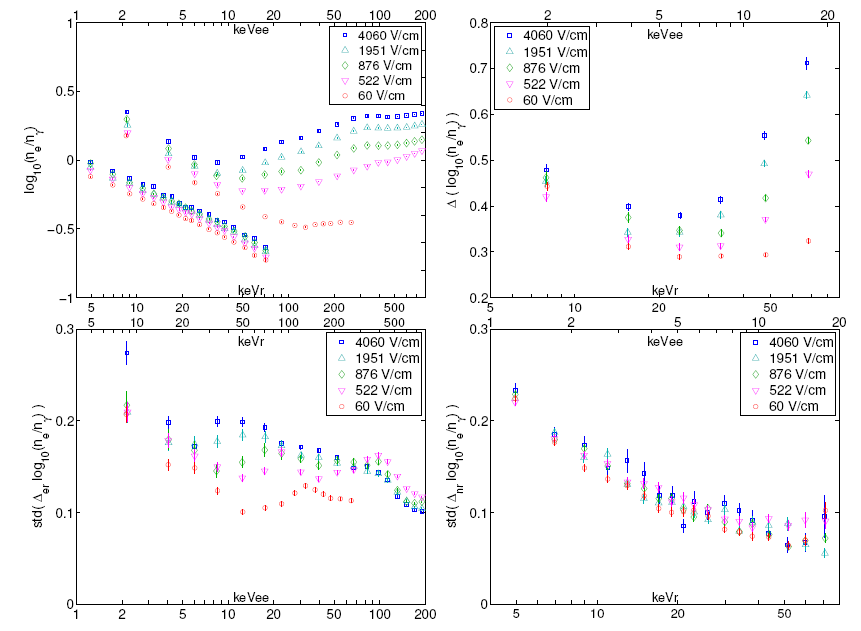 1 2 5 10 20 50 100 200
keVee
1
0.5
0
−0.5
−1
log10(ne/nγ)
4060 V/cm
1951 V/cm
876 V/cm
522 V/cm
60 V/cm
keVr
5 10 20 50 100 200 500
2 5 10 20
keVee
0.8
0.7
0.6
0.5
0.4
0.3
0.2
Δ ( log10(ne/nγ) )
4060 V/cm
1951 V/cm
876 V/cm
522 V/cm
60 V/cm
keVr
5 10 20 50
5 10 20 50 100 200 500
keVr
0.3
0.2
0.1
0
std( Δer log10(ne/nγ) )
4060 V/cm
1951 V/cm
876 V/cm
522 V/cm
60 V/cm
keVee
1 2 5 10 20 50 100 200
1 2 5 10 20
keVee
0.3
0.2
0.1
0
std( Δnr log10(ne/nγ) )
4060 V/cm
1951 V/cm
876 V/cm
522 V/cm
60 V/cm
keVr
5 10 20 50